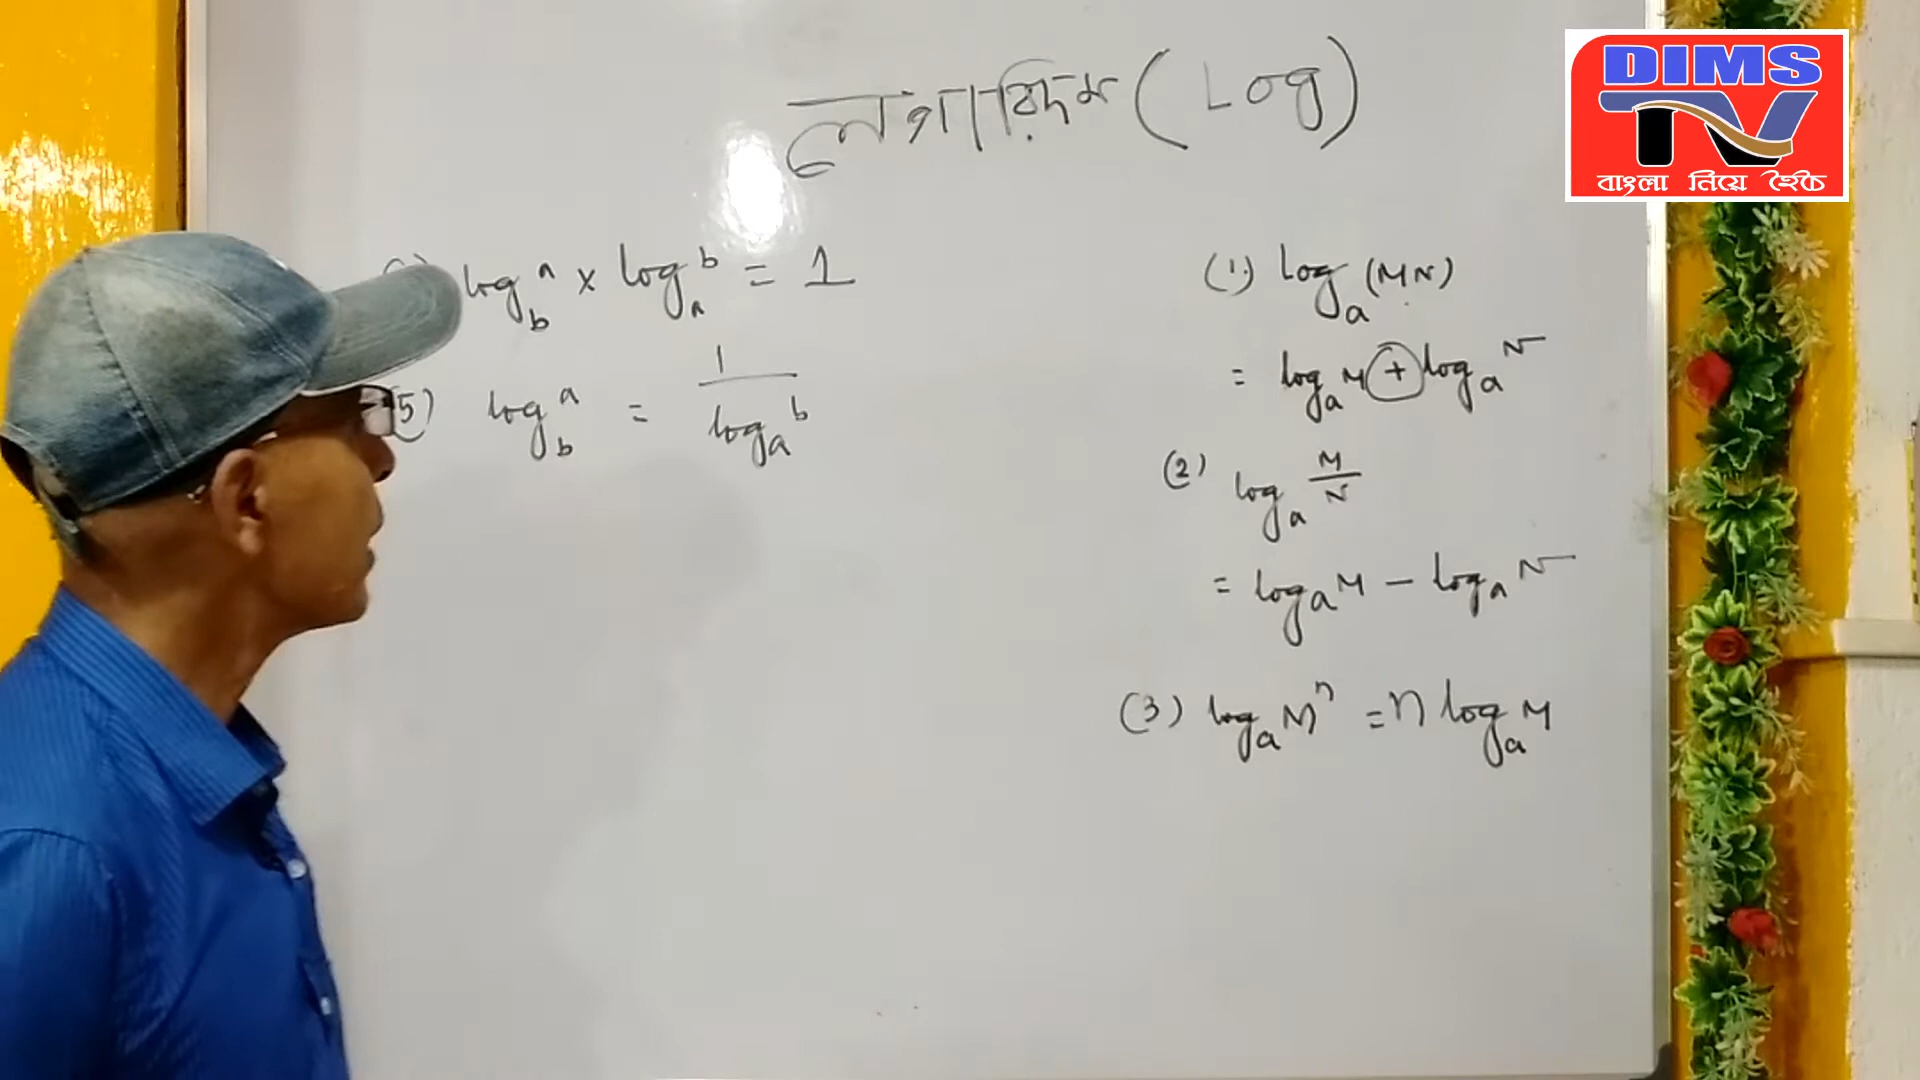 লগারিদম (Log)
DIMS
TV
বাংলা নিয়ে হৈচৈ
log_b a × log_a b = 1
(5) log_b a = 1 / log_a b
(1) log_a (MN)
= log_a M + log_a N
(2) log_a M/N
= log_a M − log_a N
(3) log_a Mⁿ = n log_a M